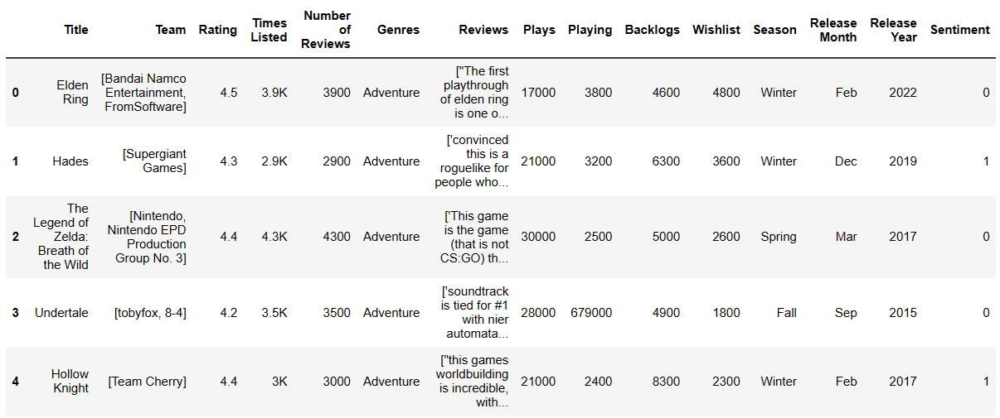 Title Team Rating Times Listed Number of Reviews Genres Reviews Plays Playing Backlogs Wishlist Season Release Month Release Year Sentiment
0 Elden Ring [Bandai Namco Entertainment, FromSoftware] 4.5 3.9K 3900 Adventure ["The first playthrough of elden ring is one o... 17000 3800 4600 4800 Winter Feb 2022 0
1 Hades [Supergiant Games] 4.3 2.9K 2900 Adventure ['convinced this is a roguelike for people who... 21000 3200 6300 3600 Winter Dec 2019 1
2 The Legend of Zelda: Breath of the Wild [Nintendo, Nintendo EPD Production Group No. 3] 4.4 4.3K 4300 Adventure ['This game is the game (that is not CS:GO) th... 30000 2500 5000 2600 Spring Mar 2017 0
3 Undertale [tobyfox, 8-4] 4.2 3.5K 3500 Adventure ['soundtrack is tied for #1 with nier automata... 28000 679000 4900 1800 Fall Sep 2015 0
4 Hollow Knight [Team Cherry] 4.4 3K 3000 Adventure ["this games worldbuilding is incredible, with... 21000 2400 8300 2300 Winter Feb 2017 1